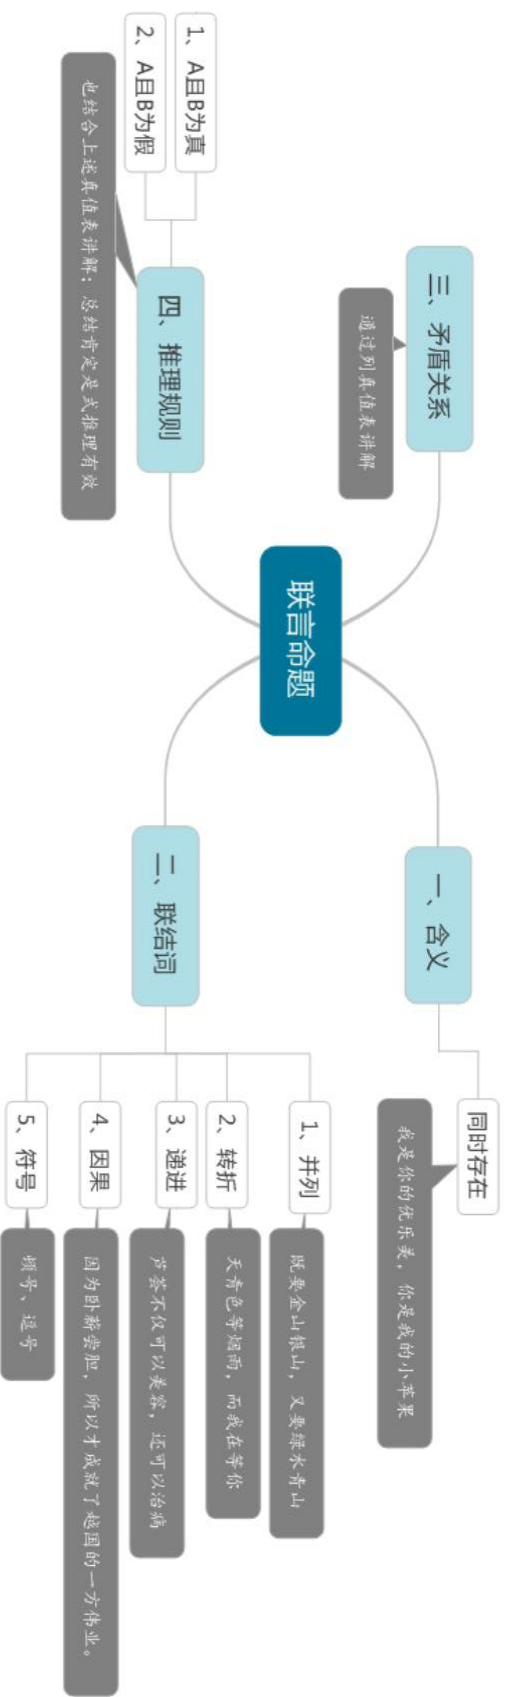 联言命题
一、含义
同时存在
我是你的优乐美，你是我的小苹果
二、联结词
1、并列
既要金山银山，又要绿水青山
2、转折
天青色等烟雨，而我在等你
3、递进
芦荟不仅可以美容，还可以治病
4、因果
因为卧薪尝胆，所以才成就了越国的一方伟业。
5、符号
顿号、逗号
三、矛盾关系
通过列真值表讲解
四、推理规则
也结合上述真值表讲解；总结肯定是式推理有效
1、A且B为真
2、A且B为假